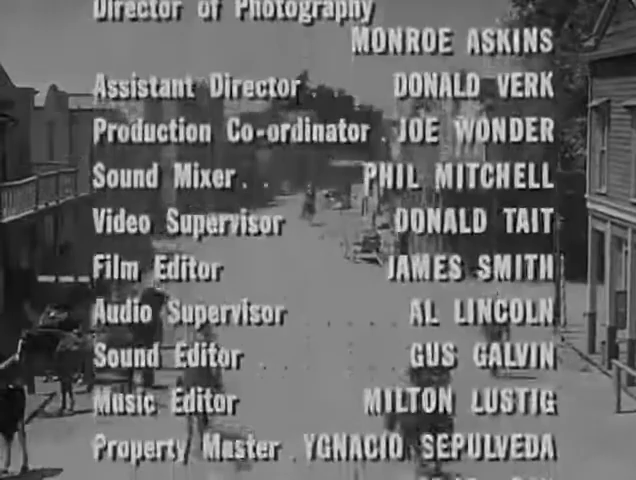 Director of Photography
MONROE ASKINS
Assistant Director DONALD VERK
Production Co-ordinator . JOE WONDER
Sound Mixer . . PHIL MITCHELL
Video Supervisor DONALD TAIT
Film Editor JAMES SMITH
Audio Supervisor AL LINCOLN
Sound Editor GUS GALVIN
Music Editor MILTON LUSTIG
Property Master YGNACIO SEPULVEDA